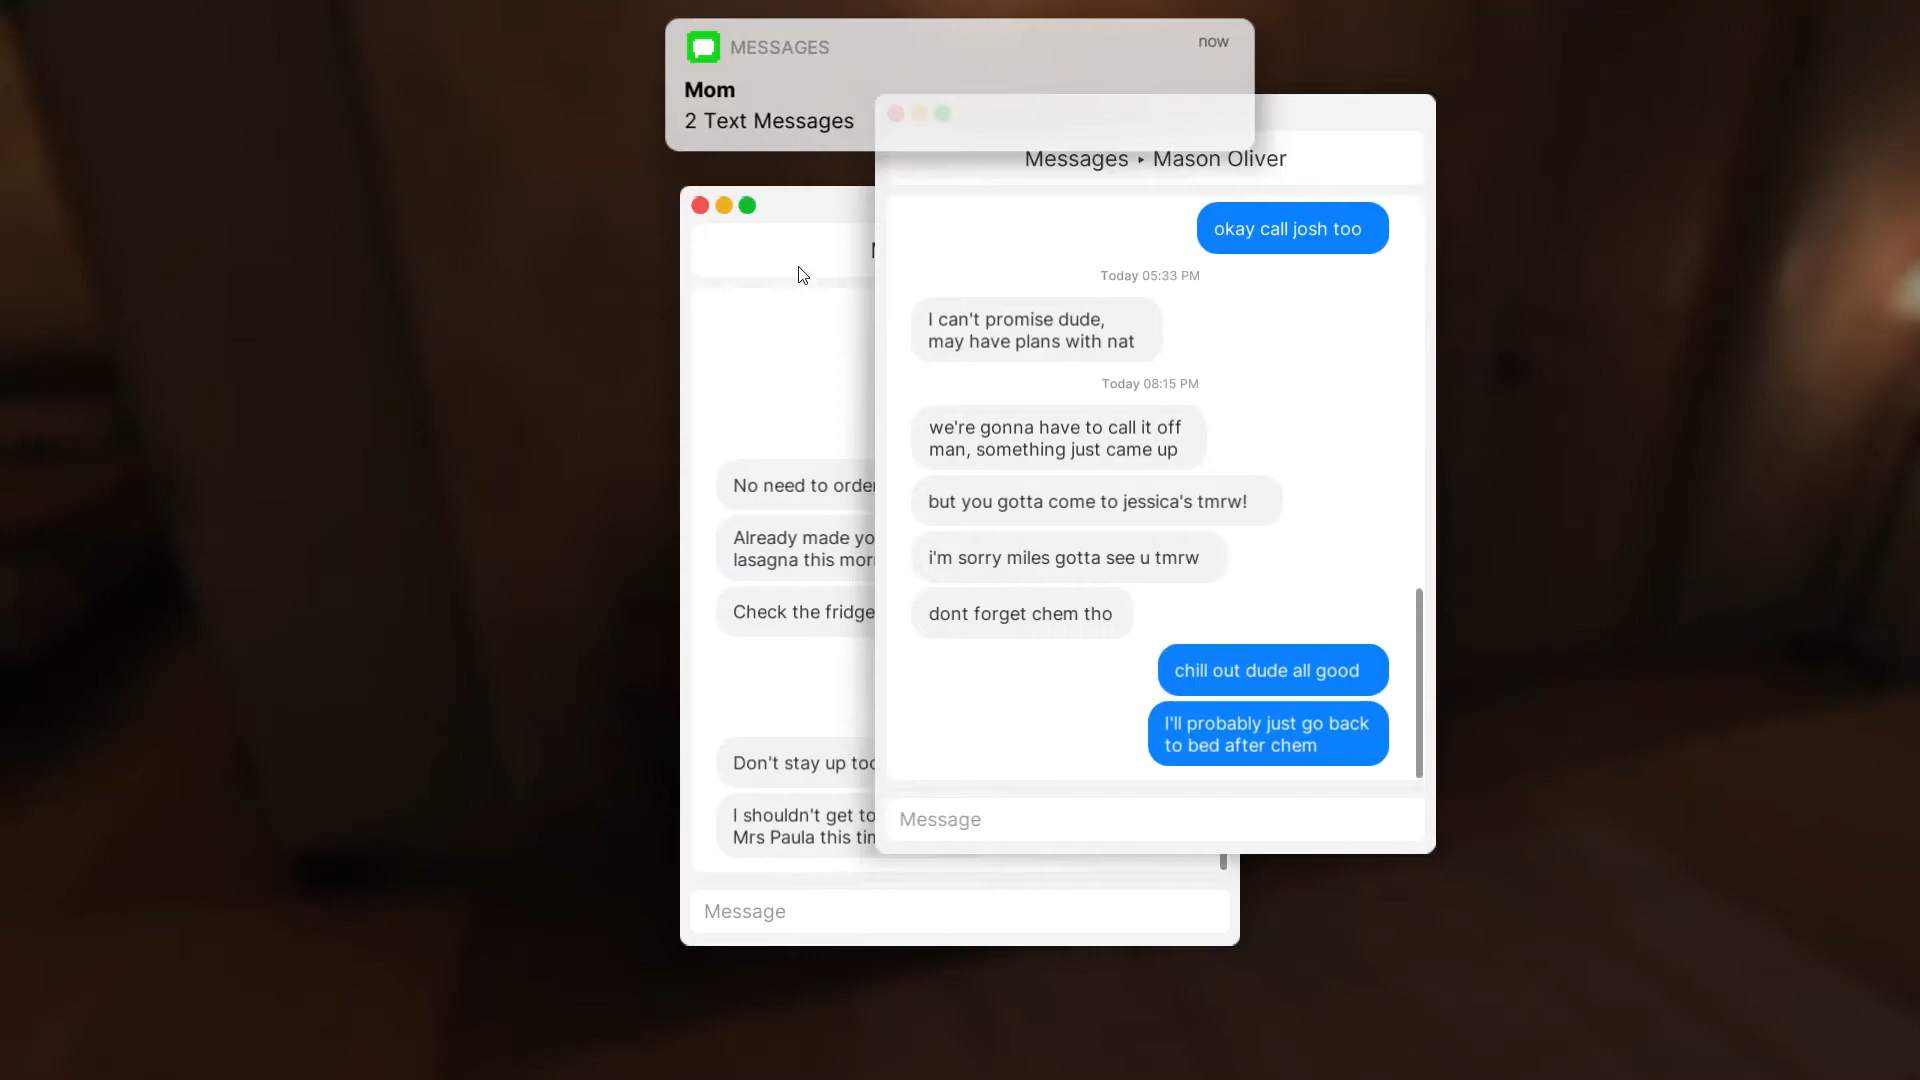 MESSAGES
now
Mom
2 Text Messages
Messages ‣ Mason Oliver
okay call josh too
Today 05:33 PM
I can't promise dude,
may have plans with nat
Today 08:15 PM
we're gonna have to call it off
man, something just came up
but you gotta come to jessica's tmrw!
i'm sorry miles gotta see u tmrw
dont forget chem tho
chill out dude all good
I'll probably just go back
to bed after chem
Message
No need to order
Already made
lasagna this
Check the fridge
Don't stay up
I shouldn't get to
Mrs Paula this
Message